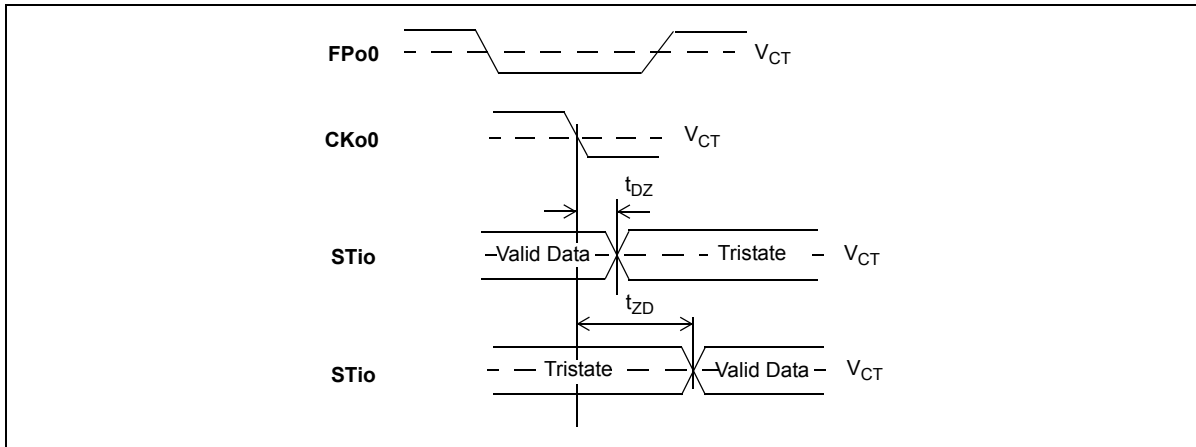 FPo0 V_CT
CKo0 V_CT
t_DZ
STio Valid Data Tristate V_CT
t_ZD
STio Tristate Valid Data V_CT